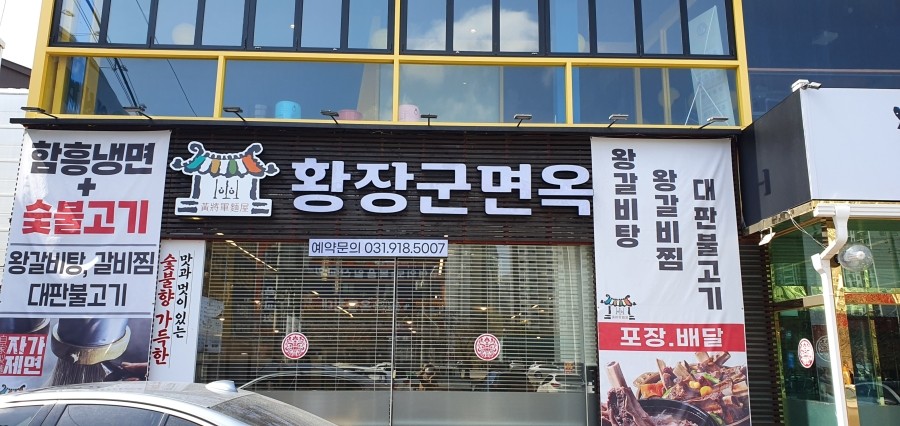 함흥냉면
+
숯불고기
왕갈비탕, 갈비찜
대판불고기
자가
제면
맛과 멋이 있는
숯불향 가득한
黃將軍麵屋
황장군면옥
예약문의 031.918.5007
왕갈비탕
왕갈비찜
대판불고기
포장.배달